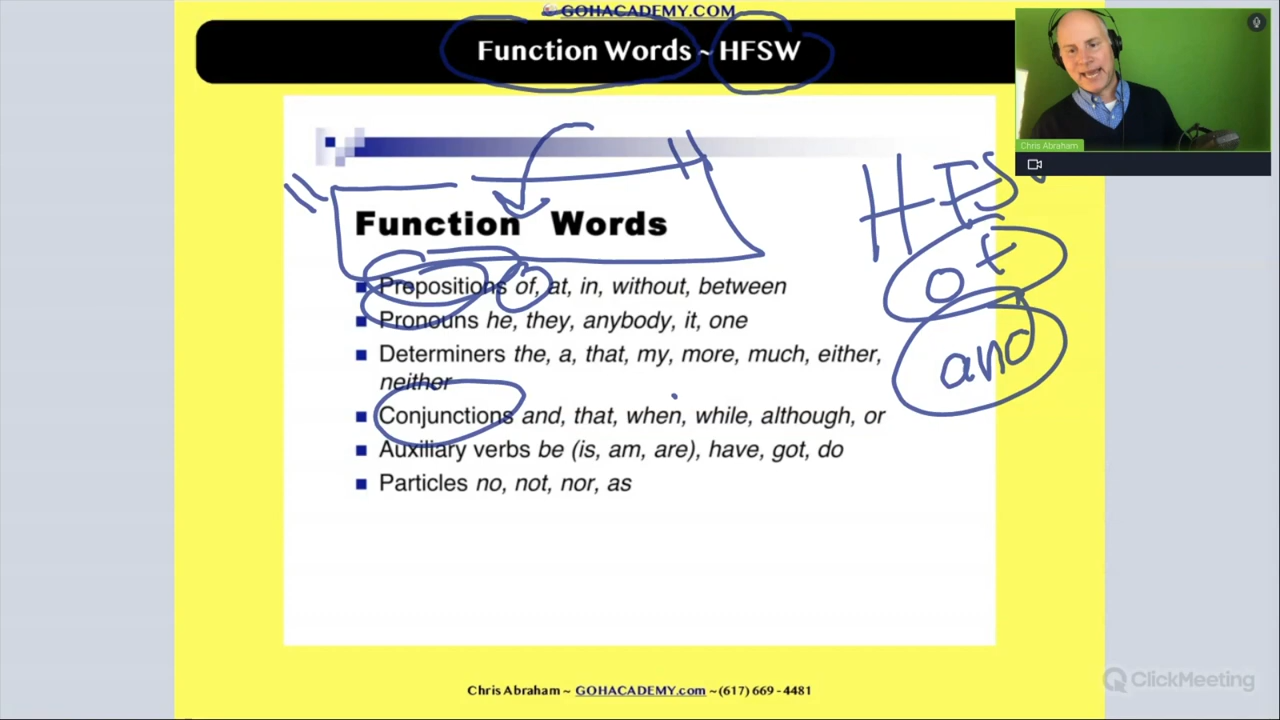 GOHACADEMY.COM
Function Words ~ HFSW
Chris Abraham
HFS
Function Words
of
Prepositions of, at, in, without, between
Pronouns he, they, anybody, it, one
and
Determiners the, a, that, my, more, much, either,
neither
Conjunctions and, that, when, while, although, or
Auxiliary verbs be (is, am, are), have, got, do
Particles no, not, nor, as
ClickMeeting
Chris Abraham ~ GOHACADEMY.com ~(617) 669 - 4481